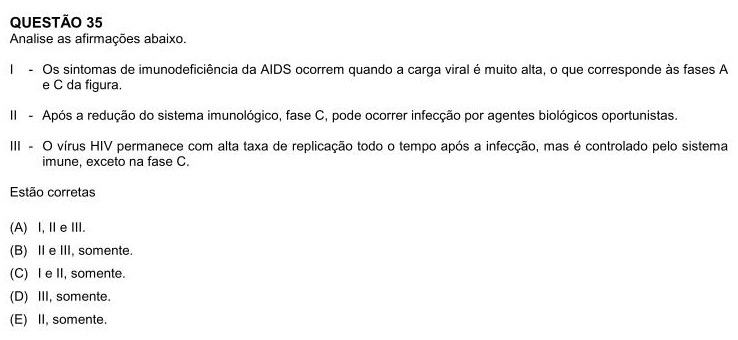 QUESTÃO 35
Analise as afirmações abaixo.
I - Os sintomas de imunodeficiência da AIDS ocorrem quando a carga viral é muito alta, o que corresponde às fases A
e C da figura.
II - Após a redução do sistema imunológico, fase C, pode ocorrer infecção por agentes biológicos oportunistas.
III - O vírus HIV permanece com alta taxa de replicação todo o tempo após a infecção, mas é controlado pelo sistema
imune, exceto na fase C.
Estão corretas
(A) I, II e III.
(B) II e III, somente.
(C) I e II, somente.
(D) III, somente.
(E) II, somente.